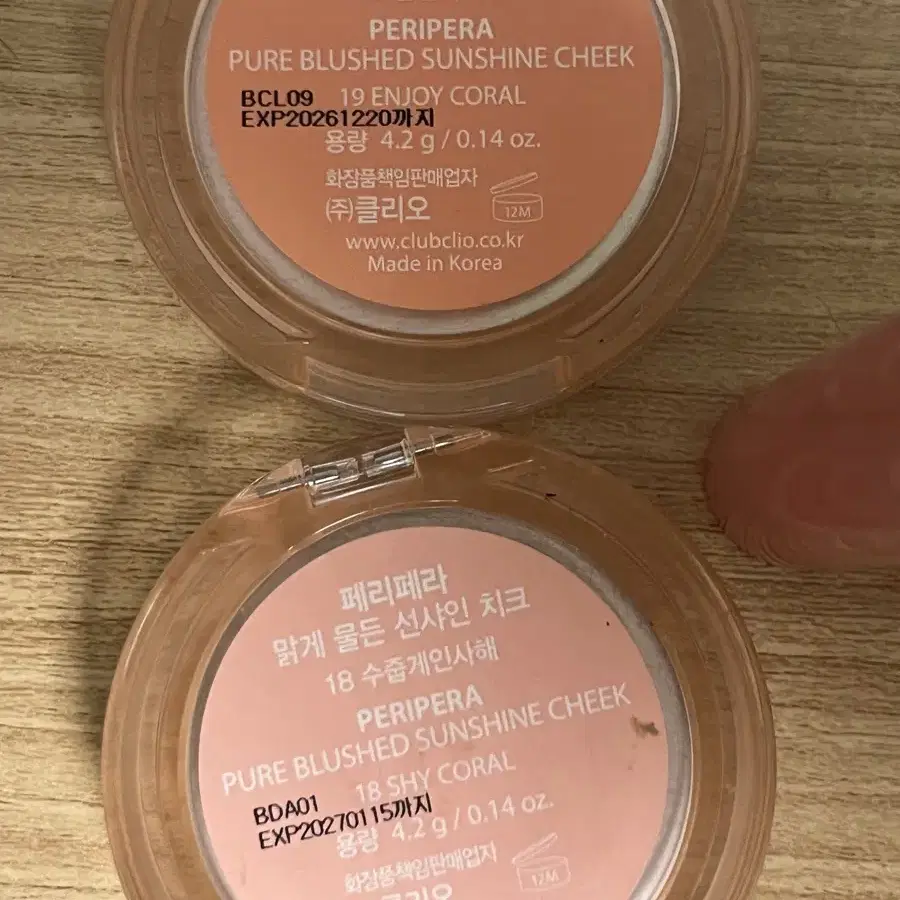 PERIPERA
PURE BLUSHED SUNSHINE CHEEK
19 ENJOY CORAL
BCL09
EXP20261220까지
용량 4.2 g / 0.14 oz.
화장품책임판매업자
㈜클리오
12M
www.clubclio.co.kr
Made in Korea
페리페라
맑게 물든 선샤인 치크
18 수줍게인사해
PERIPERA
PURE BLUSHED SUNSHINE CHEEK
18 SHY CORAL
BDA01
EXP20270115까지
용량 4.2 g / 0.14 oz.
화장품책임판매업자
12M
클리오